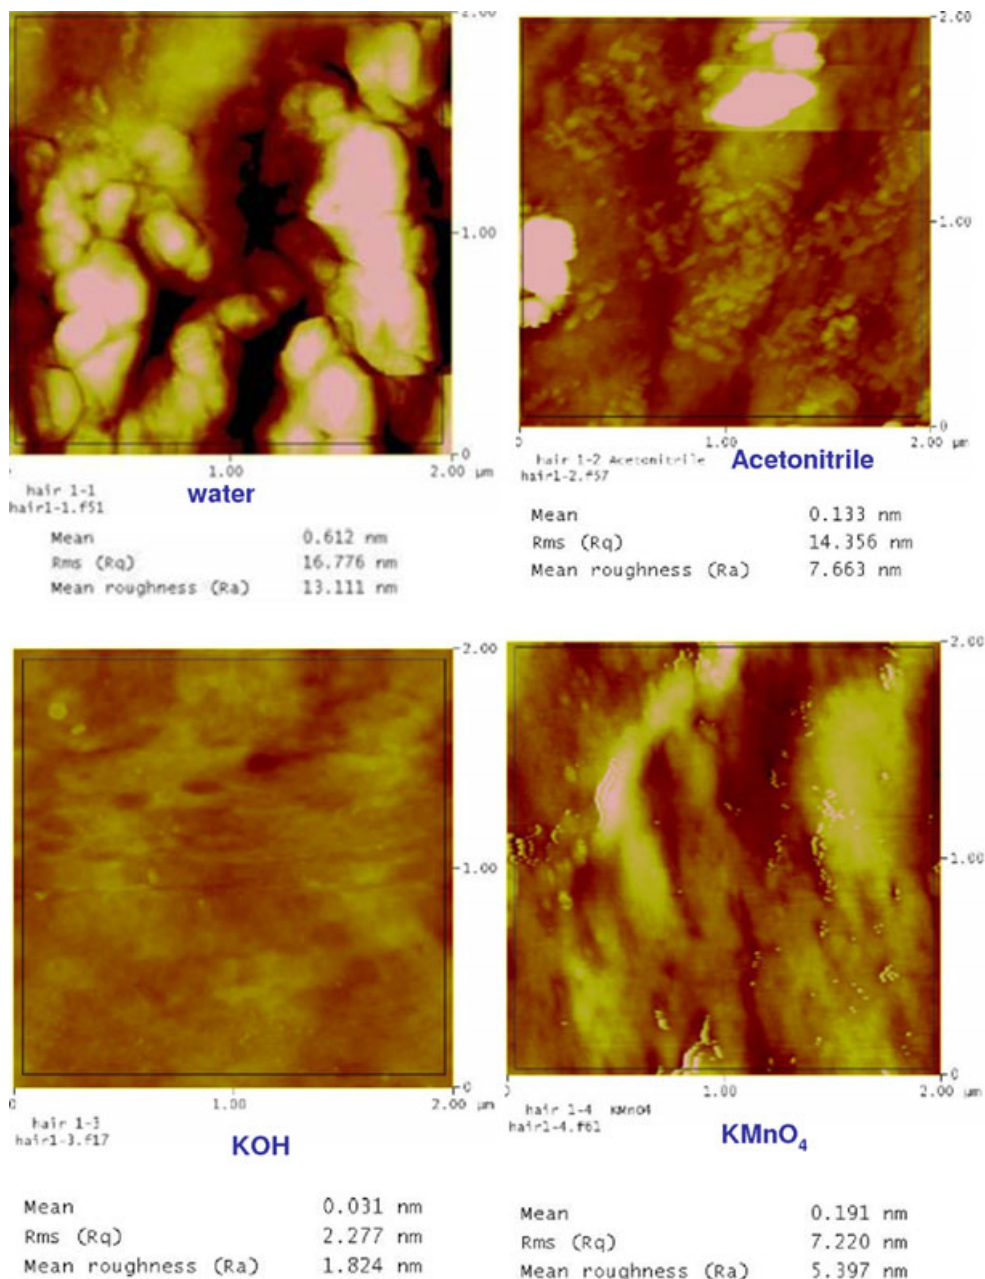 2.00
2.00
1.00
1.00
0
0
1.00
2.00 µm
1.00
2.00 µm
hair 1-1
hair1-1.f51
water
hair 1-2 Acetonitrile
hair1-2.f57
Acetonitrile
Mean 0.612 nm
Rms (Rq) 16.776 nm
Mean roughness (Ra) 13.111 nm
Mean 0.133 nm
Rms (Rq) 14.356 nm
Mean roughness (Ra) 7.663 nm
2.00
2.00
1.00
1.00
0
0
0
1.00
2.00 µm
0
1.00
2.00 µm
hair 1-3
hair1-3.f17
KOH
hair 1-4 KMnO4
hair1-4.f61
KMnO₄
Mean 0.031 nm
Rms (Rq) 2.277 nm
Mean roughness (Ra) 1.824 nm
Mean 0.191 nm
Rms (Rq) 7.220 nm
Mean roughness (Ra) 5.397 nm